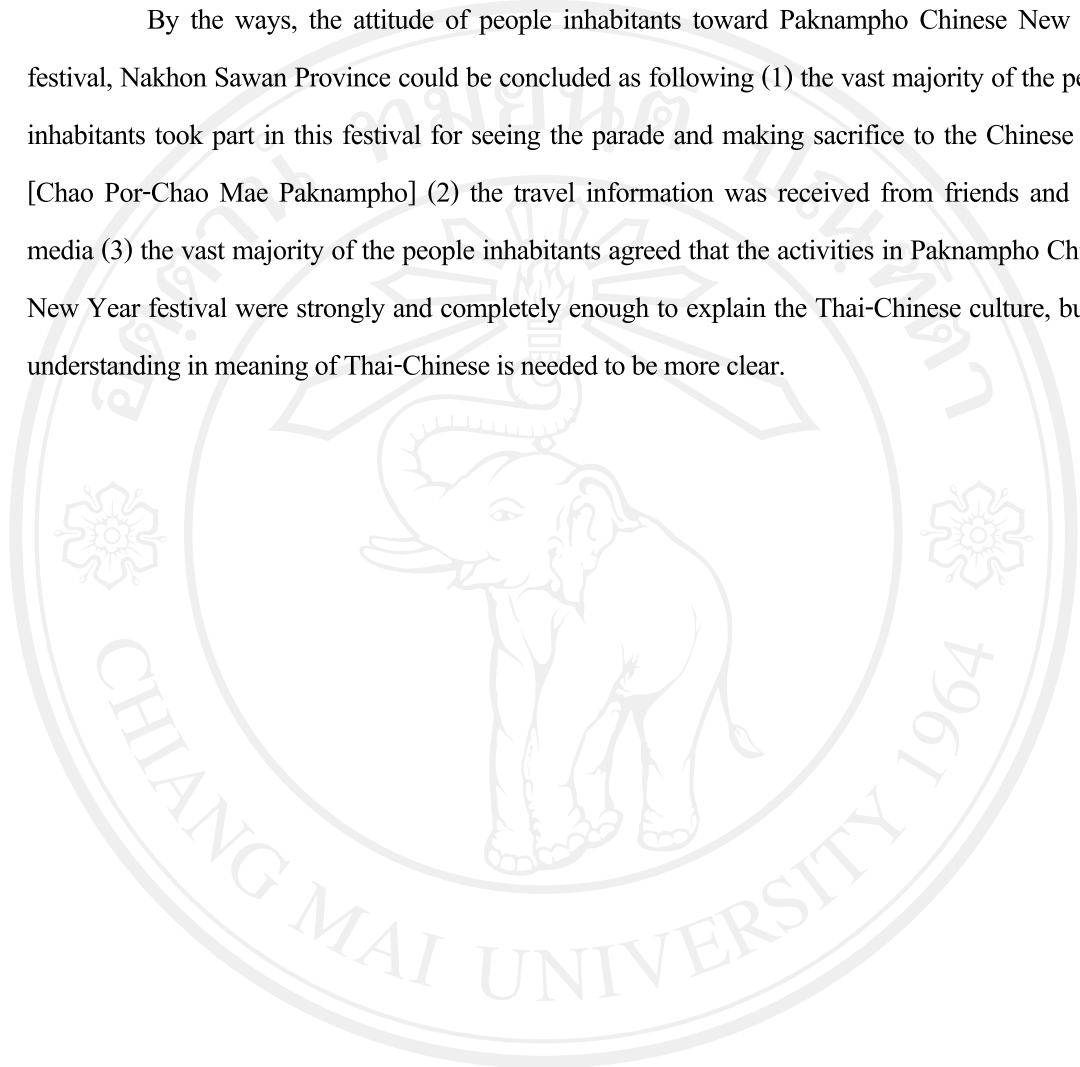 By the ways, the attitude of people inhabitants toward Paknampho Chinese New
festival, Nakhon Sawan Province could be concluded as following (1) the vast majority of the
inhabitants took part in this festival for seeing the parade and making sacrifice to the Chinese
[Chao Por-Chao Mae Paknampho] (2) the travel information was received from friends and
media (3) the vast majority of the people inhabitants agreed that the activities in Paknampho
New Year festival were strongly and completely enough to explain the Thai-Chinese culture,
understanding in meaning of Thai-Chinese is needed to be more clear.
CHIANG MAI UNIVERSITY 1964